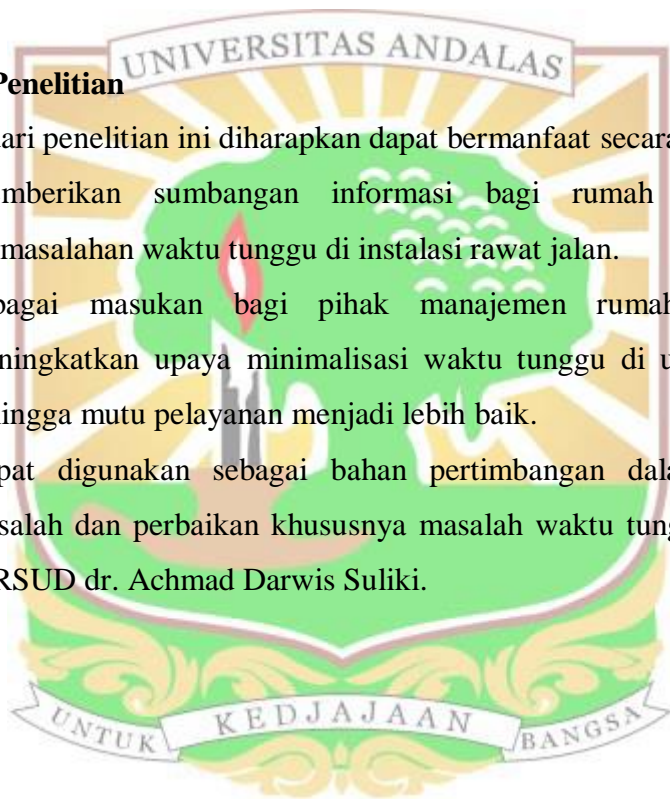 UNIVERSITAS ANDALAS
Penelitian
dari penelitian ini diharapkan dapat bermanfaat secara
mberikan sumbangan informasi bagi rumah
masalahan waktu tunggu di instalasi rawat jalan.
bagai masukan bagi pihak manajemen rumah
ningkatkan upaya minimalisasi waktu tunggu di u
hingga mutu pelayanan menjadi lebih baik.
pat digunakan sebagai bahan pertimbangan dala
salah dan perbaikan khususnya masalah waktu tung
RSUD dr. Achmad Darwis Suliki.
UNTUK KEDJAJAAN BANGSA